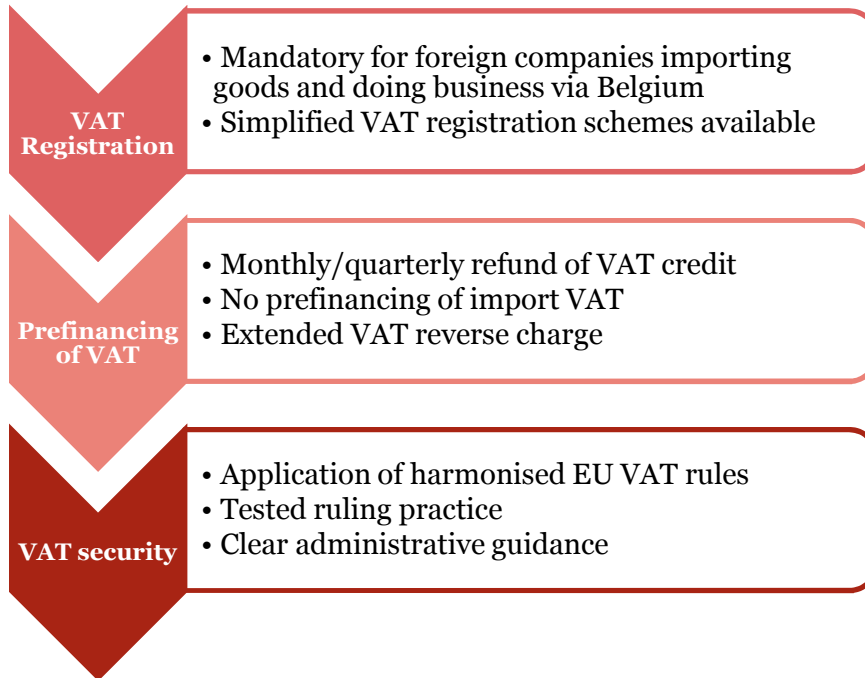 VAT
Registration
• Mandatory for foreign companies importing
goods and doing business via Belgium
• Simplified VAT registration schemes available
Prefinancing
of VAT
• Monthly/quarterly refund of VAT credit
• No prefinancing of import VAT
• Extended VAT reverse charge
VAT security
• Application of harmonised EU VAT rules
• Tested ruling practice
• Clear administrative guidance